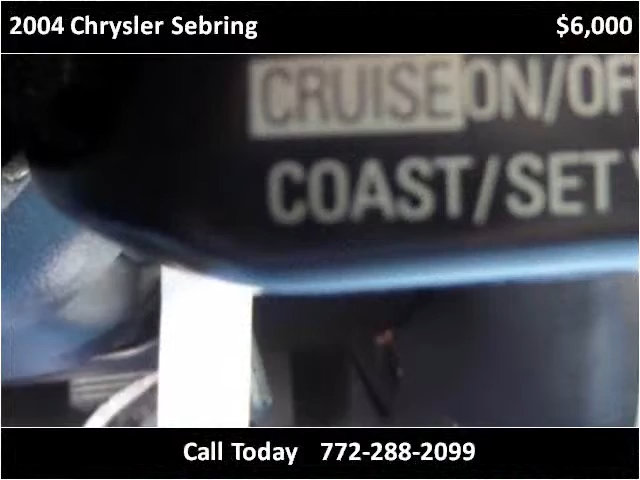 2004 Chrysler Sebring $6,000
CRUISE ON/OF
COAST/SET
Call Today 772-288-2099